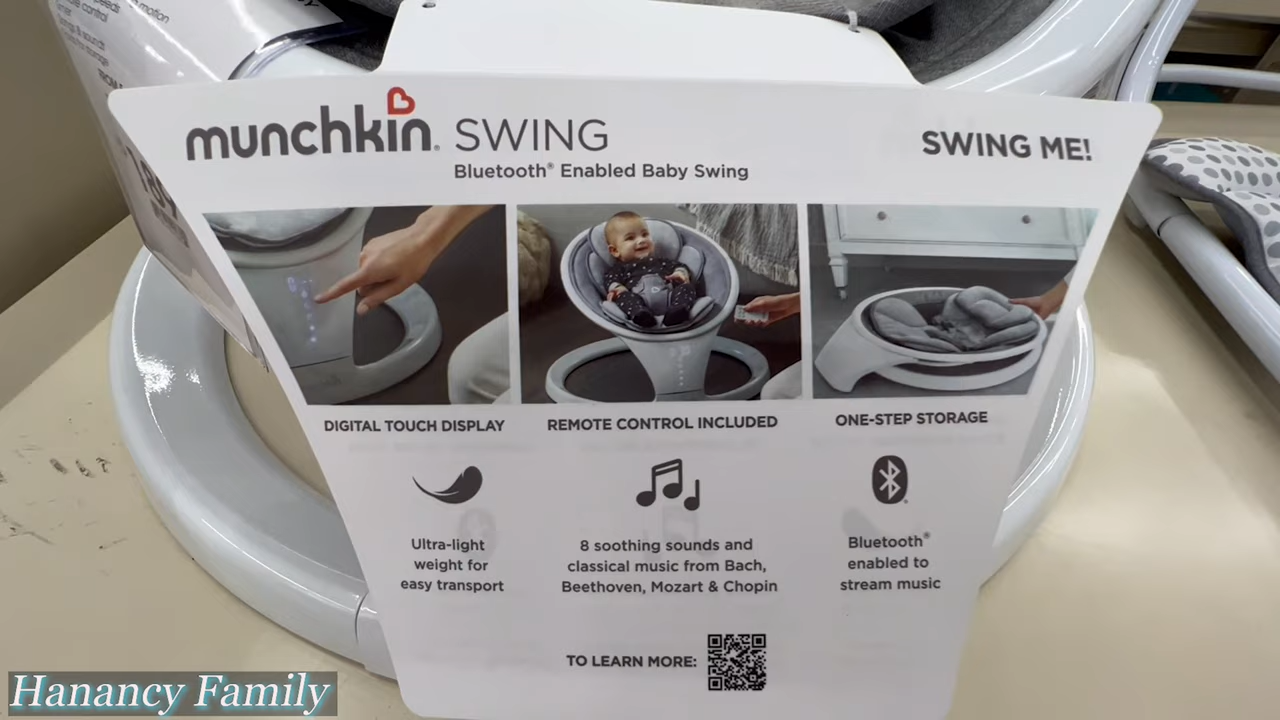 munchkin® SWING
SWING ME!
Bluetooth® Enabled Baby Swing
DIGITAL TOUCH DISPLAY
REMOTE CONTROL INCLUDED
ONE-STEP STORAGE
Ultra-light
weight for
easy transport
8 soothing sounds and
classical music from Bach,
Beethoven, Mozart & Chopin
Bluetooth®
enabled to
stream music
TO LEARN MORE:
Hanancy Family